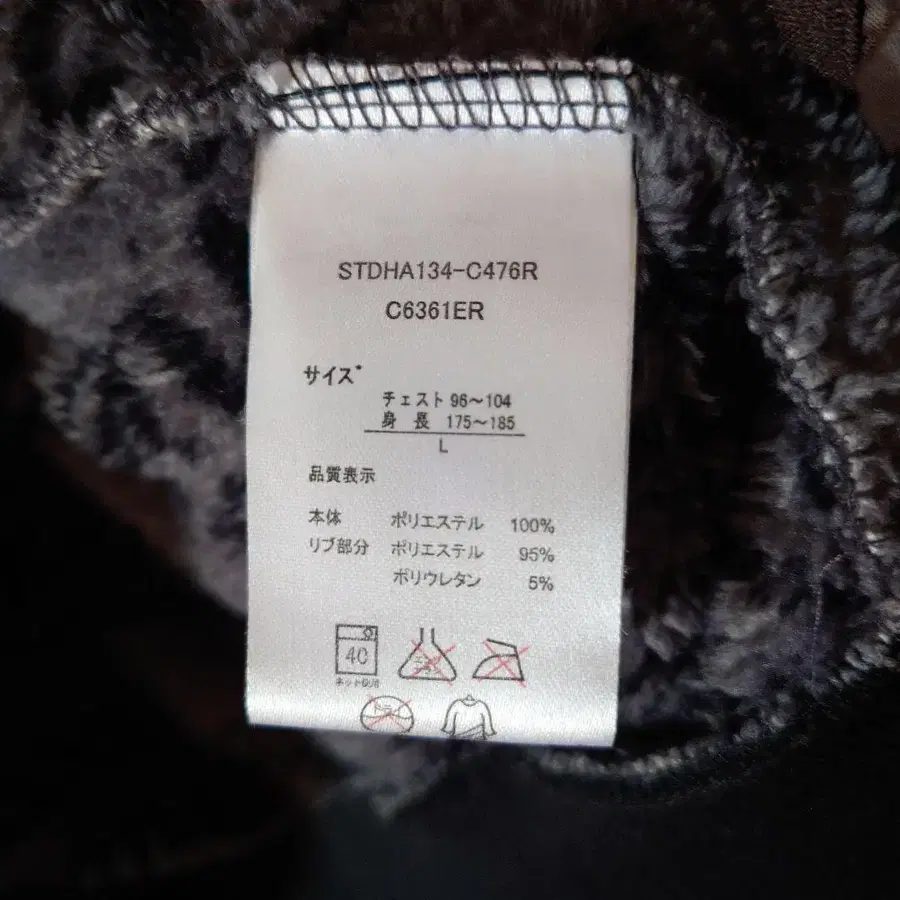 STDHA134-C476R
C6361ER
サイズ
チェスト 96～104
身 長 175～185
L
品質表示
本体 ポリエステル 100%
リブ部分 ポリエステル 95%
ポリウレタン 5%
40